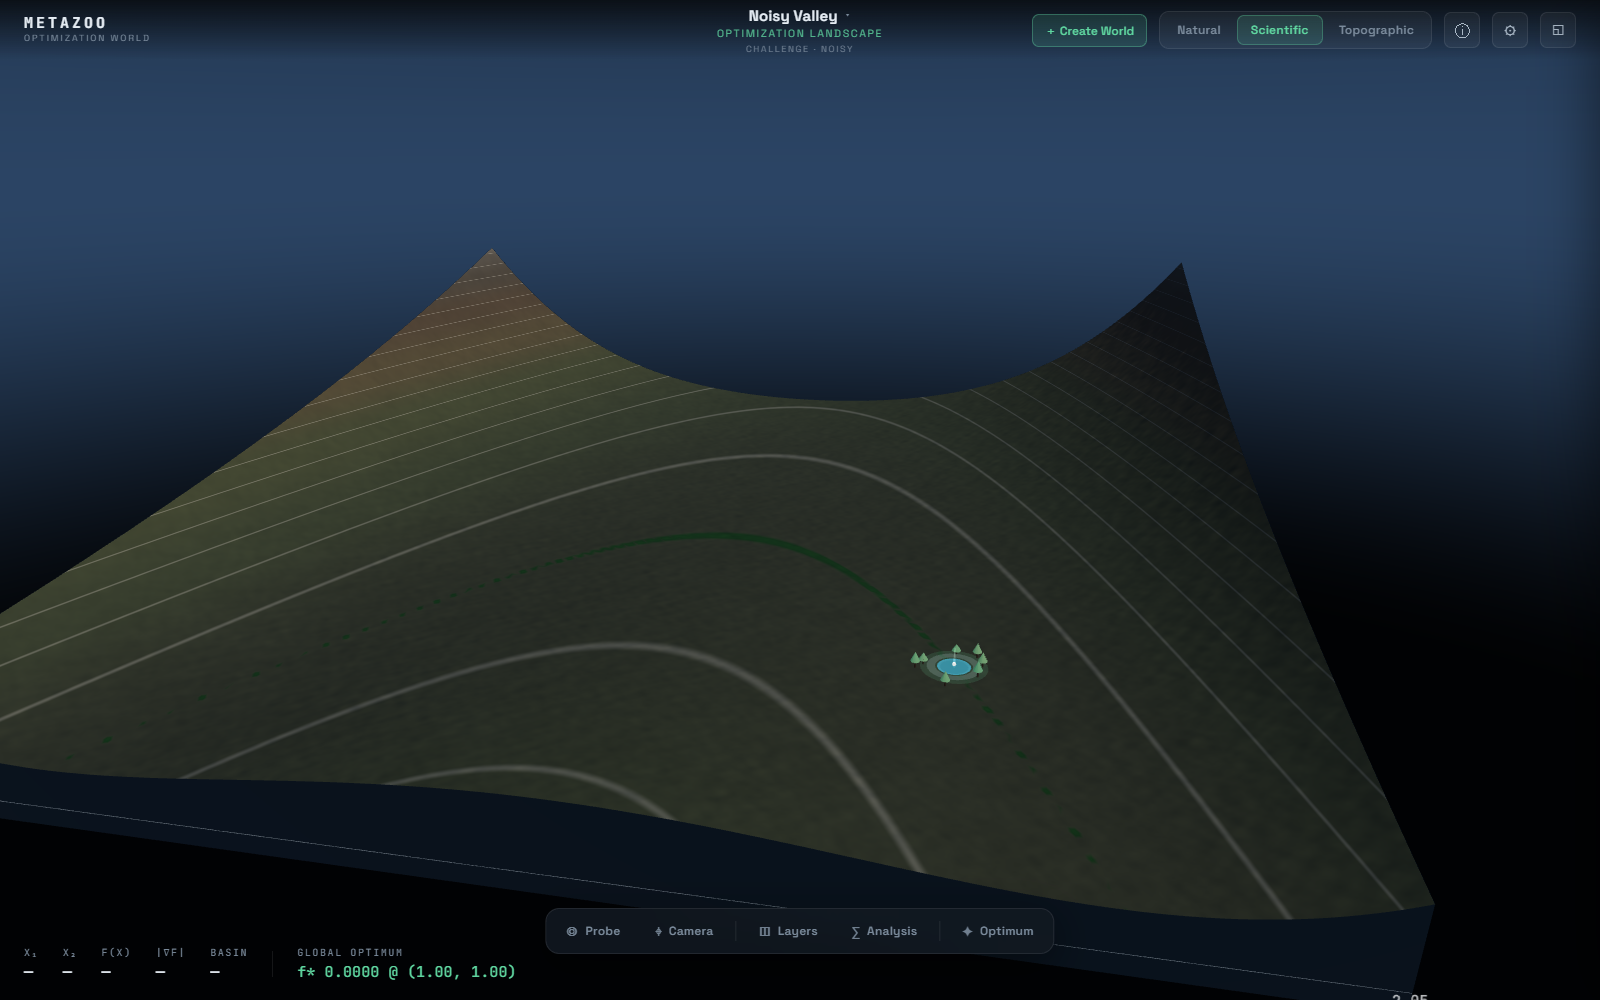 METAZOO
OPTIMIZATION WORLD
Noisy Valley
OPTIMIZATION LANDSCAPE
CHALLENGE · NOISY
+ Create World
Natural
Scientific
Topographic
Probe
Camera
Layers
∑ Analysis
Optimum
X₁
X₂
F(X)
|∇F|
BASIN
GLOBAL OPTIMUM
—
—
—
—
—
f* 0.0000 @ (1.00, 1.00)